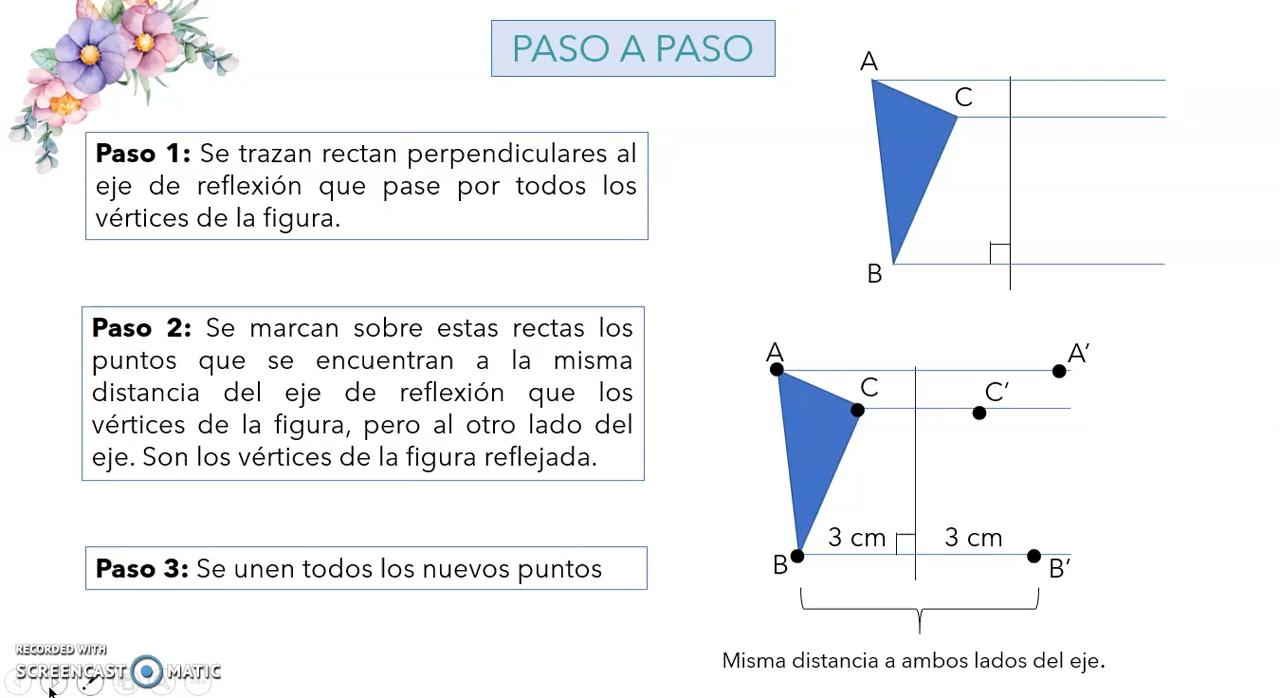 PASO A PASO
Paso 1: Se trazan rectan perpendiculares al
eje de reflexión que pase por todos los
vértices de la figura.
A
C
B
Paso 2: Se marcan sobre estas rectas los
puntos que se encuentran a la misma
distancia del eje de reflexión que los
vértices de la figura, pero al otro lado del
eje. Son los vértices de la figura reflejada.
A
A’
C
C’
3 cm
3 cm
B
B’
Paso 3: Se unen todos los nuevos puntos
Misma distancia a ambos lados del eje.
RECORDED WITH
SCREENCAST MATIC